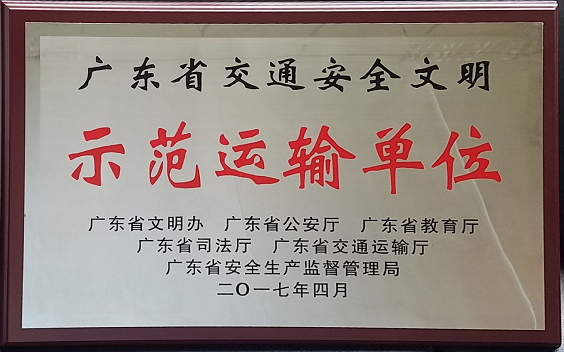 广东省交通安全文明
示范运输单位
广东省文明办 广东省公安厅 广东省教育厅
广东省司法厅 广东省交通运输厅
广东省安全生产监督管理局
二〇一七年四月